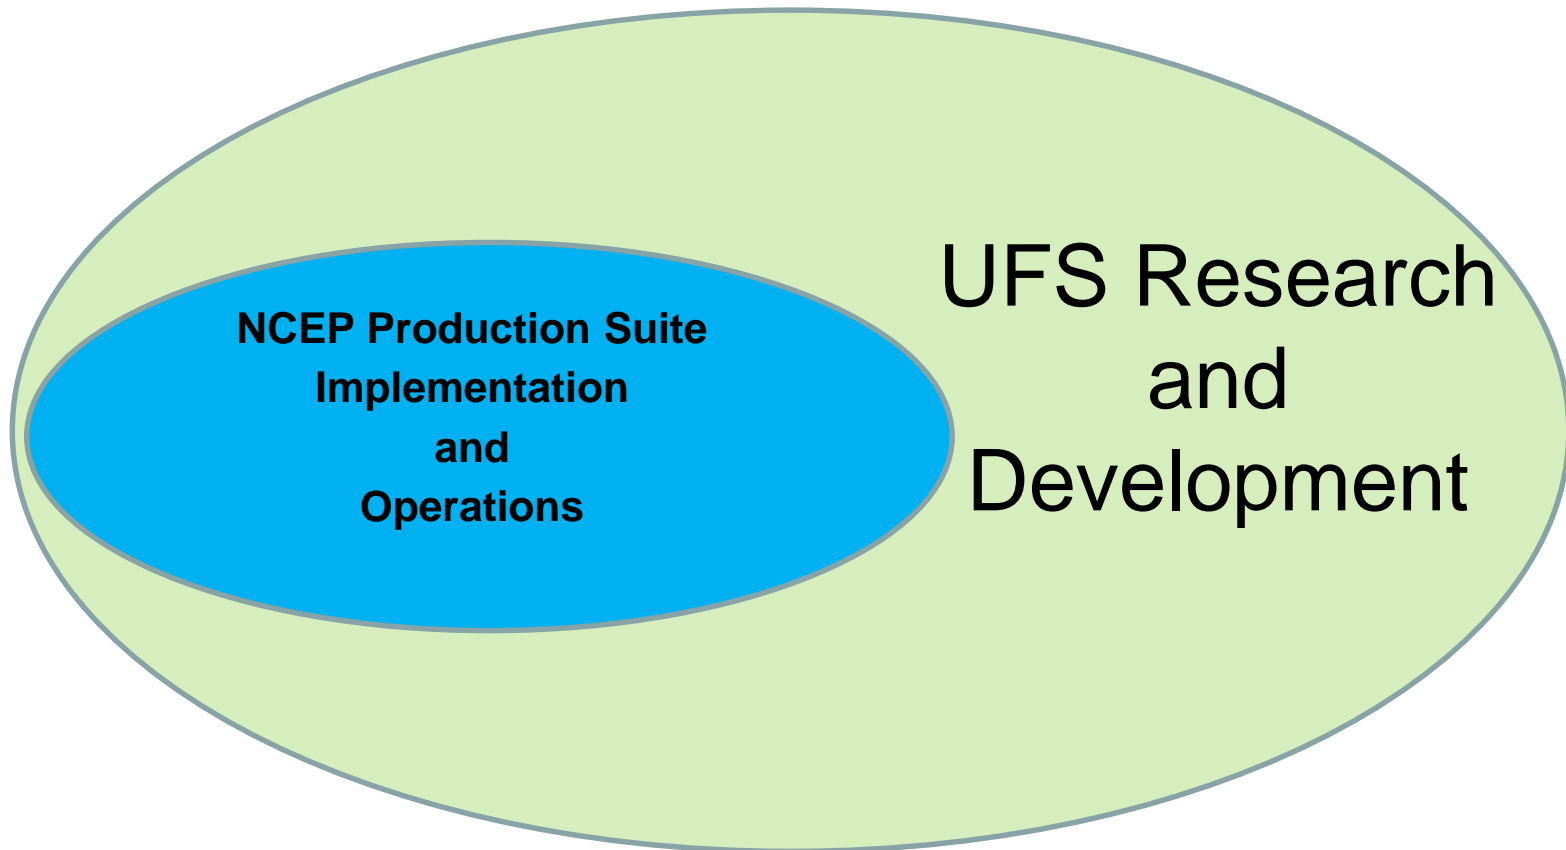 NCEP Production Suite
Implementation
and
Operations
UFS Research
and
Development